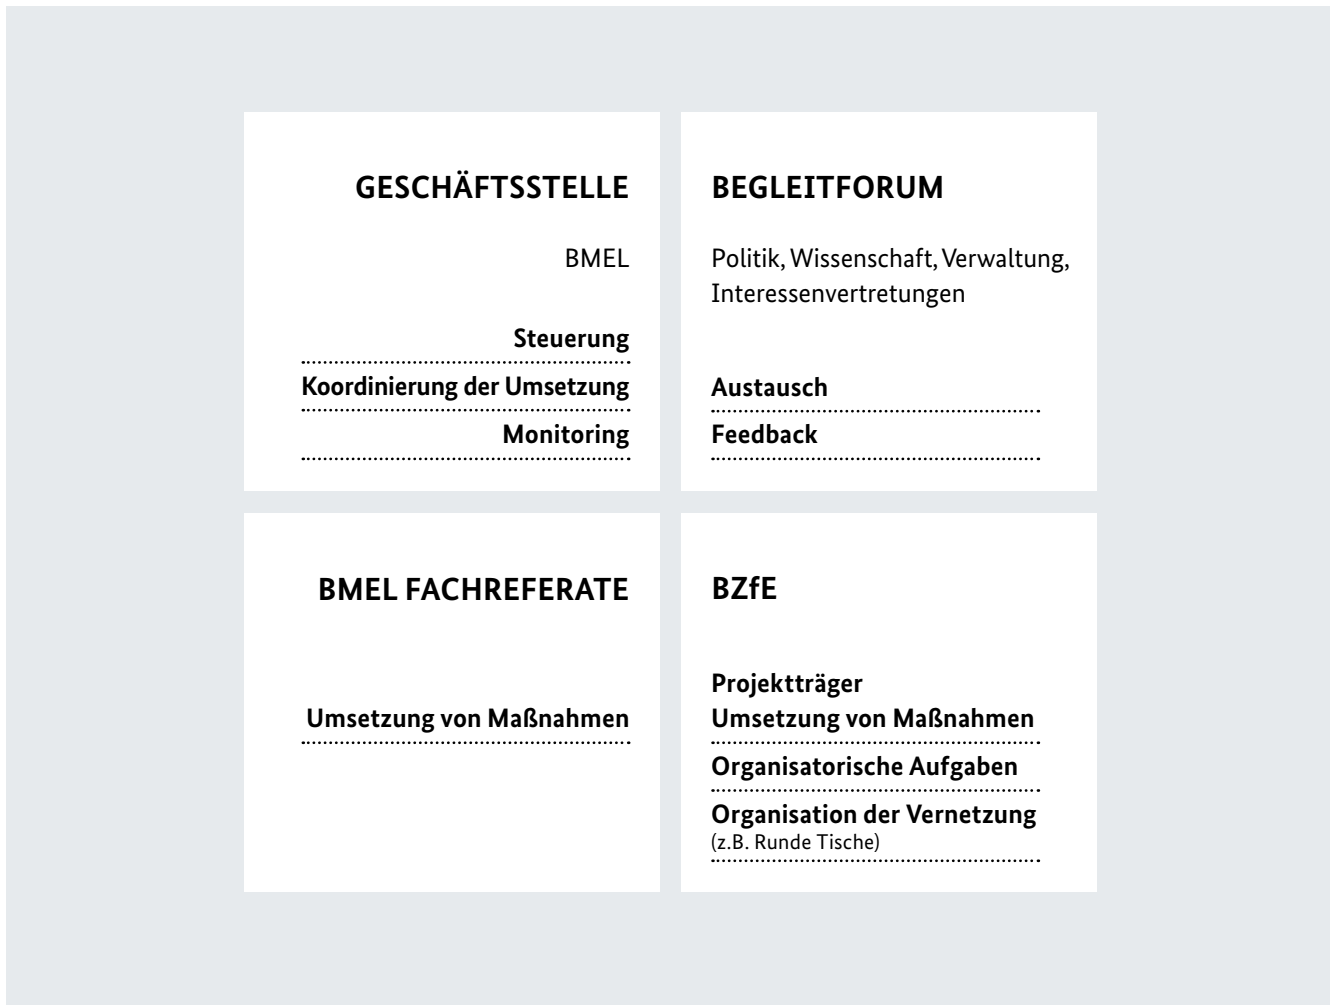 GESCHÄFTSSTELLE
BMEL
Steuerung
Koordinierung der Umsetzung
Monitoring
BEGLEITFORUM
Politik, Wissenschaft, Verwaltung,
Interessenvertretungen
Austausch
Feedback
BMEL FACHREFERATE
Umsetzung von Maßnahmen
BZfE
Projektträger
Umsetzung von Maßnahmen
Organisatorische Aufgaben
Organisation der Vernetzung
(z.B. Runde Tische)